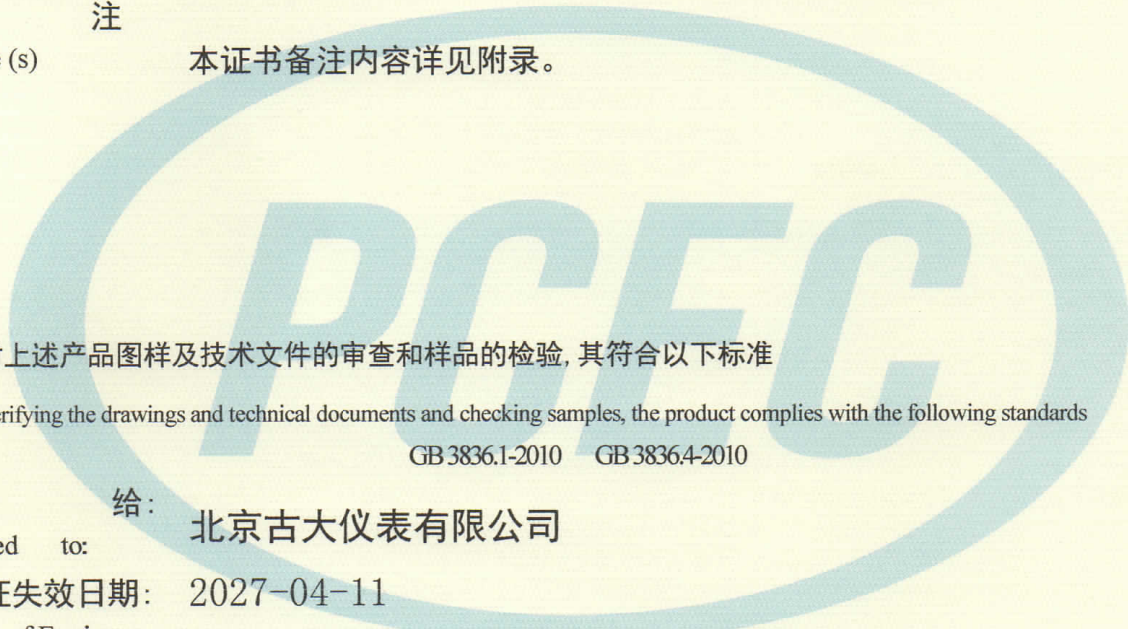 注
(s)
本证书备注内容详见附录。
PCEC
上述产品图样及技术文件的审查和样品的检验,其符合以下标准
erifying the drawings and technical documents and checking samples, the product complies with the following standards
GB 3836.1-2010 GB 3836.4-2010
给:
北京古大仪表有限公司
ed to:
证失效日期: 2027-04-11